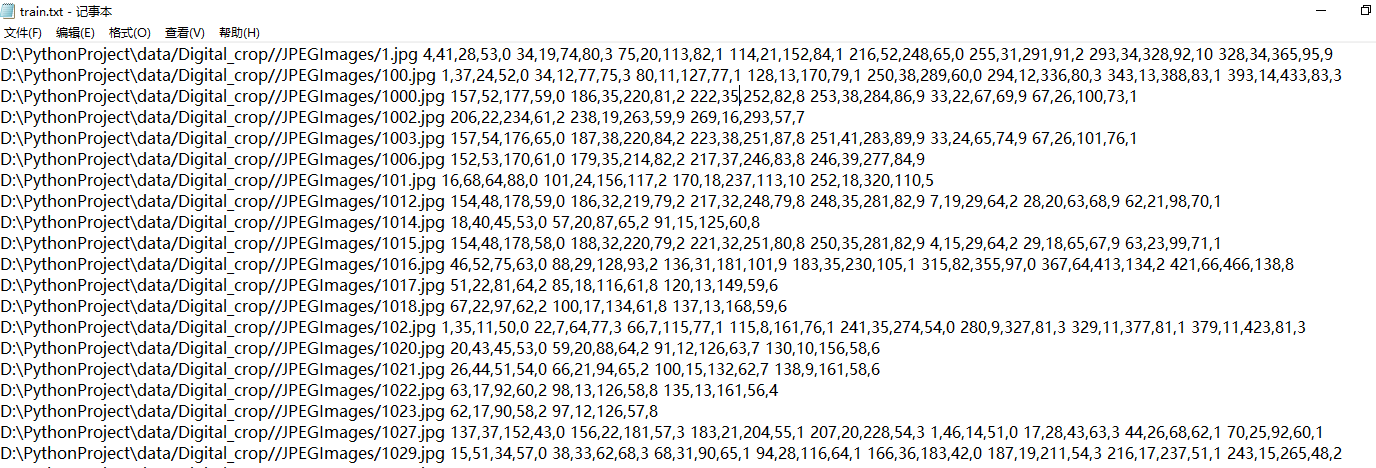 train.txt - 记事本
文件(F) 编辑(E) 格式(O) 查看(V) 帮助(H)
D:\PythonProject\data/Digital_crop//JPEGImages/1.jpg 4,41,28,53,0 34,19,74,80,3 75,20,113,82,1 114,21,152,84,1 216,52,248,65,0 255,31,291,91,2 293,34,328,92,10 328,34,365,95,9
D:\PythonProject\data/Digital_crop//JPEGImages/100.jpg 1,37,24,52,0 34,12,77,75,3 80,11,127,77,1 128,13,170,79,1 250,38,289,60,0 294,12,336,80,3 343,13,388,83,1 393,14,433,83,3
D:\PythonProject\data/Digital_crop//JPEGImages/1000.jpg 157,52,177,59,0 186,35,220,81,2 222,35,252,82,8 253,38,284,86,9 33,22,67,69,9 67,26,100,73,1
D:\PythonProject\data/Digital_crop//JPEGImages/1002.jpg 206,22,234,61,2 238,19,263,59,9 269,16,293,57,7
D:\PythonProject\data/Digital_crop//JPEGImages/1003.jpg 157,54,176,65,0 187,38,220,84,2 223,38,251,87,8 251,41,283,89,9 33,24,65,74,9 67,26,101,76,1
D:\PythonProject\data/Digital_crop//JPEGImages/1006.jpg 152,53,170,61,0 179,35,214,82,2 217,37,246,83,8 246,39,277,84,9
D:\PythonProject\data/Digital_crop//JPEGImages/101.jpg 16,68,64,88,0 101,24,156,117,2 170,18,237,113,10 252,18,320,110,5
D:\PythonProject\data/Digital_crop//JPEGImages/1012.jpg 154,48,178,59,0 186,32,219,79,2 217,32,248,79,8 248,35,281,82,9 7,19,29,64,2 28,20,63,68,9 62,21,98,70,1
D:\PythonProject\data/Digital_crop//JPEGImages/1014.jpg 18,40,45,53,0 57,20,87,65,2 91,15,125,60,8
D:\PythonProject\data/Digital_crop//JPEGImages/1015.jpg 154,48,178,58,0 188,32,220,79,2 221,32,251,80,8 250,35,281,82,9 4,15,29,64,2 29,18,65,67,9 63,23,99,71,1
D:\PythonProject\data/Digital_crop//JPEGImages/1016.jpg 46,52,75,63,0 88,29,128,93,2 136,31,181,101,9 183,35,230,105,1 315,82,355,97,0 367,64,413,134,2 421,66,466,138,8
D:\PythonProject\data/Digital_crop//JPEGImages/1017.jpg 51,22,81,64,2 85,18,116,61,8 120,13,149,59,6
D:\PythonProject\data/Digital_crop//JPEGImages/1018.jpg 67,22,97,62,2 100,17,134,61,8 137,13,168,59,6
D:\PythonProject\data/Digital_crop//JPEGImages/102.jpg 1,35,11,50,0 22,7,64,77,3 66,7,115,77,1 115,8,161,76,1 241,35,274,54,0 280,9,327,81,3 329,11,377,81,1 379,11,423,81,3
D:\PythonProject\data/Digital_crop//JPEGImages/1020.jpg 20,43,45,53,0 59,20,88,64,2 91,12,126,63,7 130,10,156,58,6
D:\PythonProject\data/Digital_crop//JPEGImages/1021.jpg 26,44,51,54,0 66,21,94,65,2 100,15,132,62,7 138,9,161,58,6
D:\PythonProject\data/Digital_crop//JPEGImages/1022.jpg 63,17,92,60,2 98,13,126,58,8 135,13,161,56,4
D:\PythonProject\data/Digital_crop//JPEGImages/1023.jpg 62,17,90,58,2 97,12,126,57,8
D:\PythonProject\data/Digital_crop//JPEGImages/1027.jpg 137,37,152,43,0 156,22,181,57,3 183,21,204,55,1 207,20,228,54,3 1,46,14,51,0 17,28,43,63,3 44,26,68,62,1 70,25,92,60,1
D:\PythonProject\data/Digital_crop//JPEGImages/1029.jpg 15,51,34,57,0 38,33,62,68,3 68,31,90,65,1 94,28,116,64,1 166,36,183,42,0 187,19,211,54,3 216,17,237,51,1 243,15,265,48,2